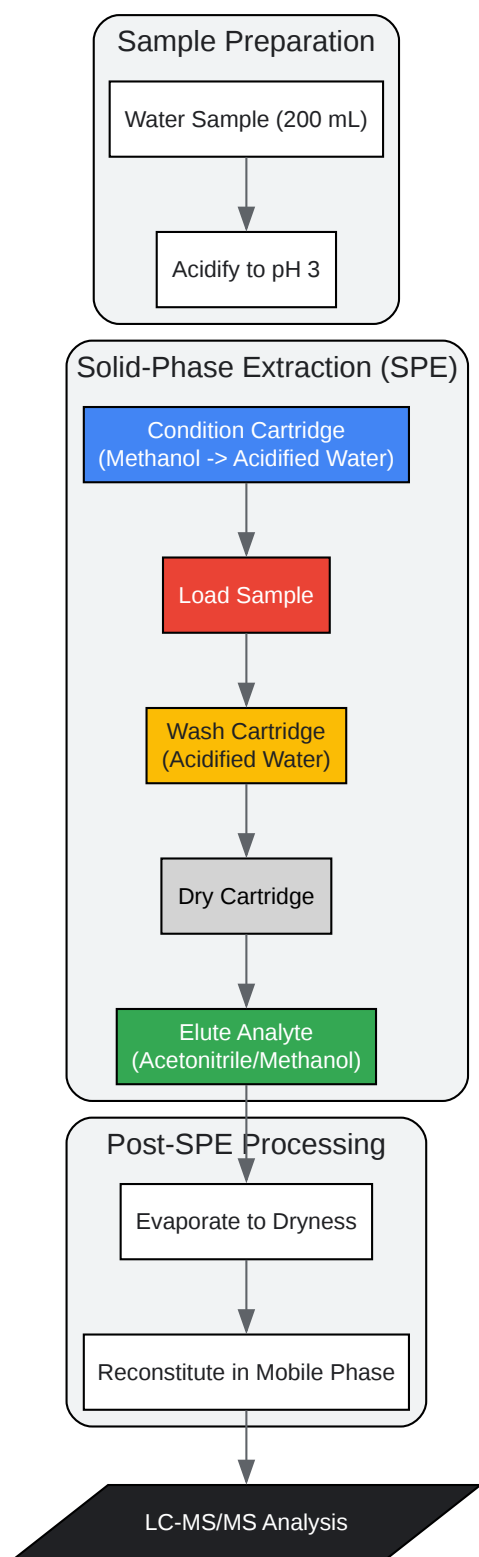 Sample Preparation
Water Sample (200 mL)
Acidify to pH 3
Solid-Phase Extraction (SPE)
Condition Cartridge
(Methanol -> Acidified Water)
Load Sample
Wash Cartridge
(Acidified Water)
Dry Cartridge
Elute Analyte
(Acetonitrile/Methanol)
Post-SPE Processing
Evaporate to Dryness
Reconstitute in Mobile Phase
LC-MS/MS Analysis